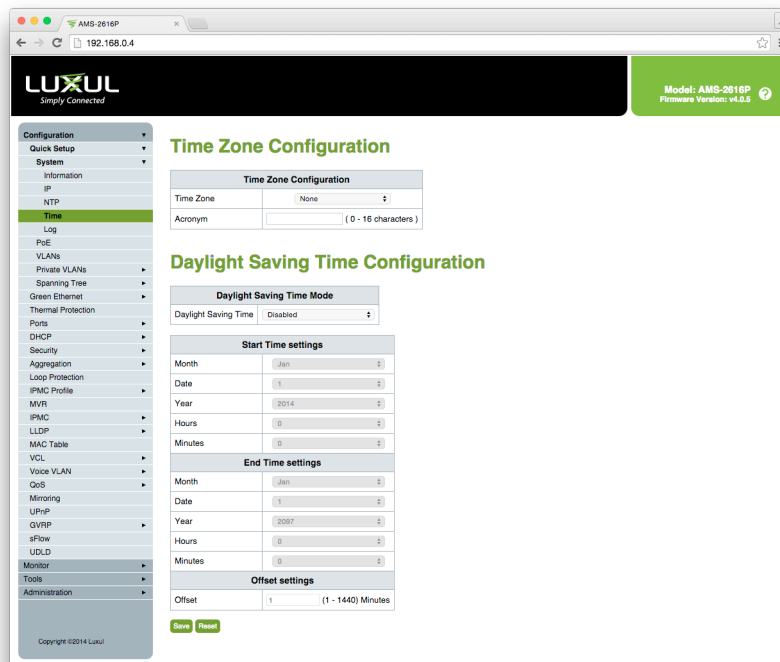 AMS-2616P
192.168.0.4
LUXUL
Simply Connected
Model: AMS-2616P
Firmware Version: v4.0.5
?
Configuration
Quick Setup
System
Information
IP
NTP
Time
Log
PoE
VLANs
Private VLANs
Spanning Tree
Green Ethernet
Thermal Protection
Ports
DHCP
Security
Aggregation
Loop Protection
IPMC Profile
MVR
IPMC
LLDP
MAC Table
VCL
Voice VLAN
QoS
Mirroring
UPnP
GVRP
sFlow
UDLD
Monitor
Tools
Administration
Copyright ©2014 Luxul
Time Zone Configuration
Time Zone Configuration
Time Zone None
Acronym ( 0 - 16 characters )
Daylight Saving Time Configuration
Daylight Saving Time Mode
Daylight Saving Time Disabled
Start Time settings
Month Jan
Date 1
Year 2014
Hours 0
Minutes 0
End Time settings
Month Jan
Date 1
Year 2097
Hours 0
Minutes 0
Offset settings
Offset 1 (1 - 1440) Minutes
Save Reset